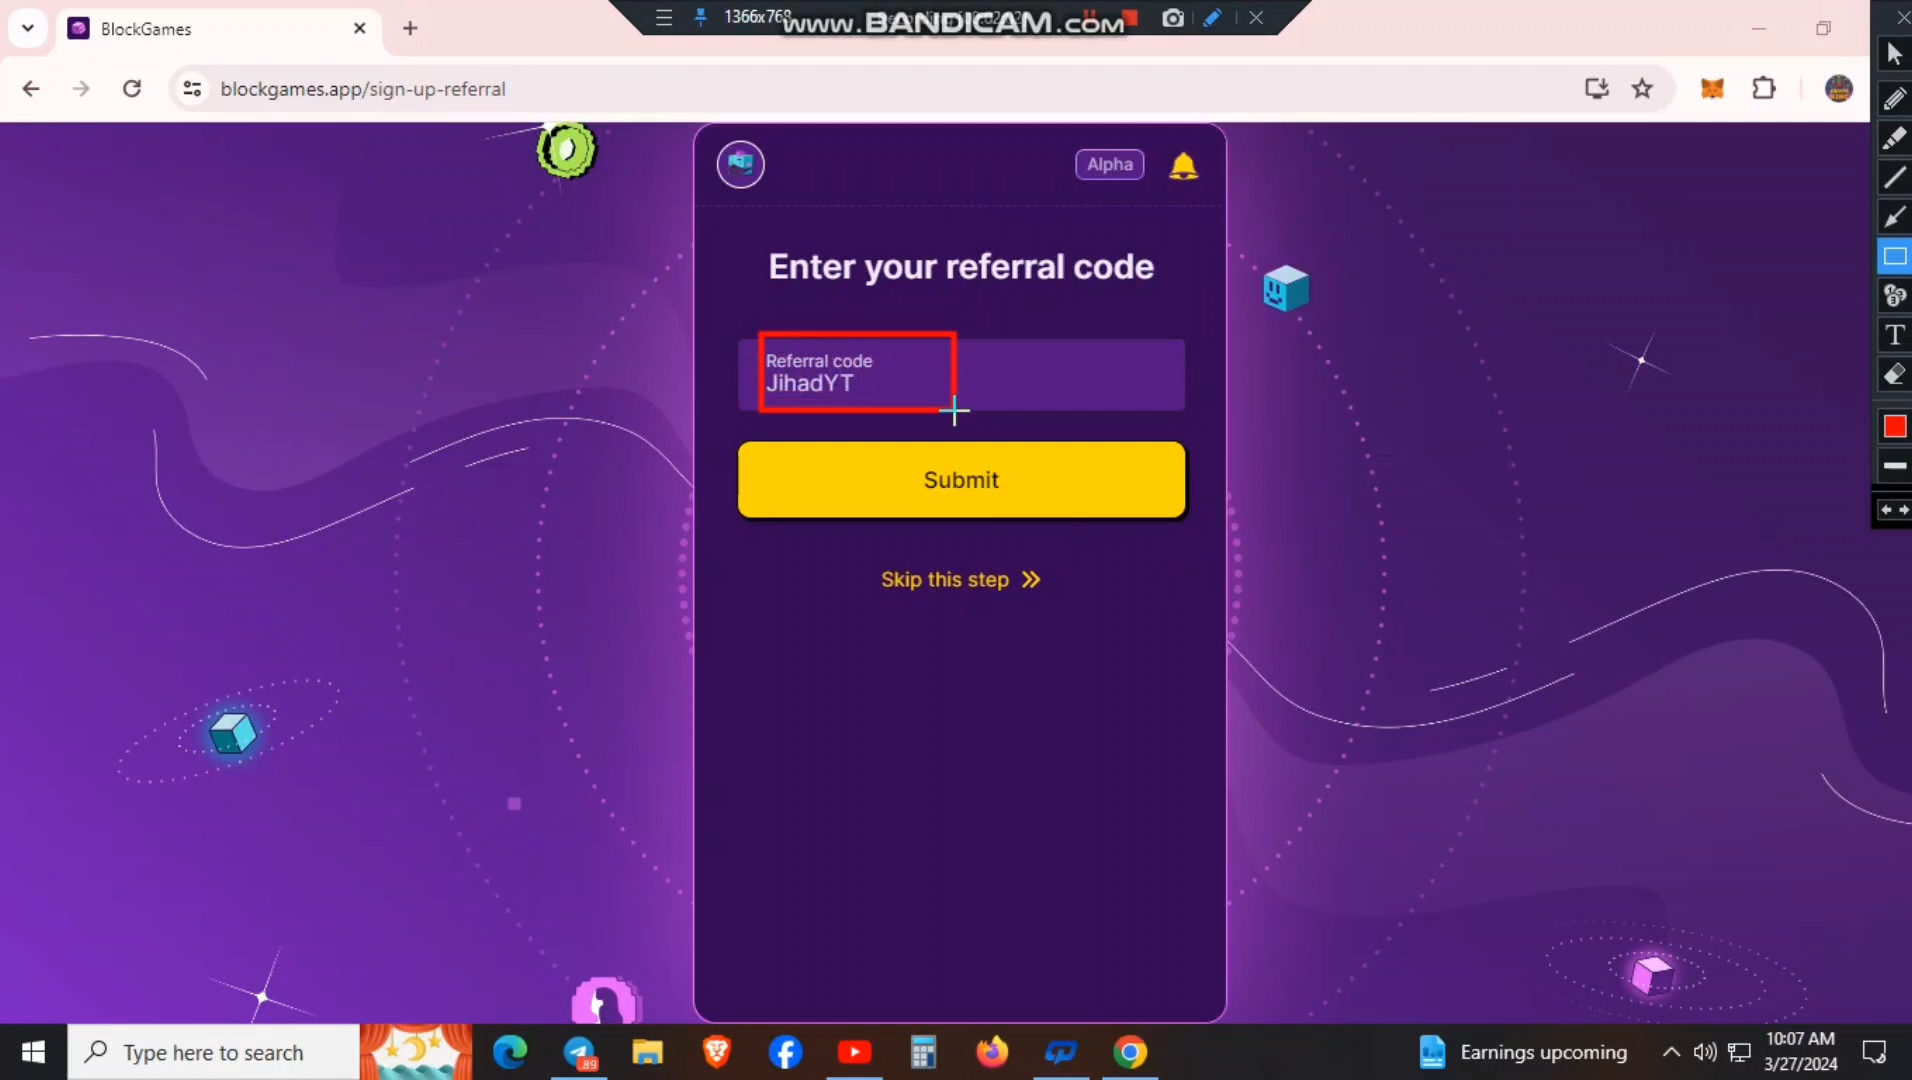 BlockGames
1366x768
www.BANDICAM.com
blockgames.app/sign-up-referral
Alpha
Enter your referral code
Referral code
JihadYT
Submit
Skip this step
T
Type here to search
89
Earnings upcoming
10:07 AM
3/27/2024